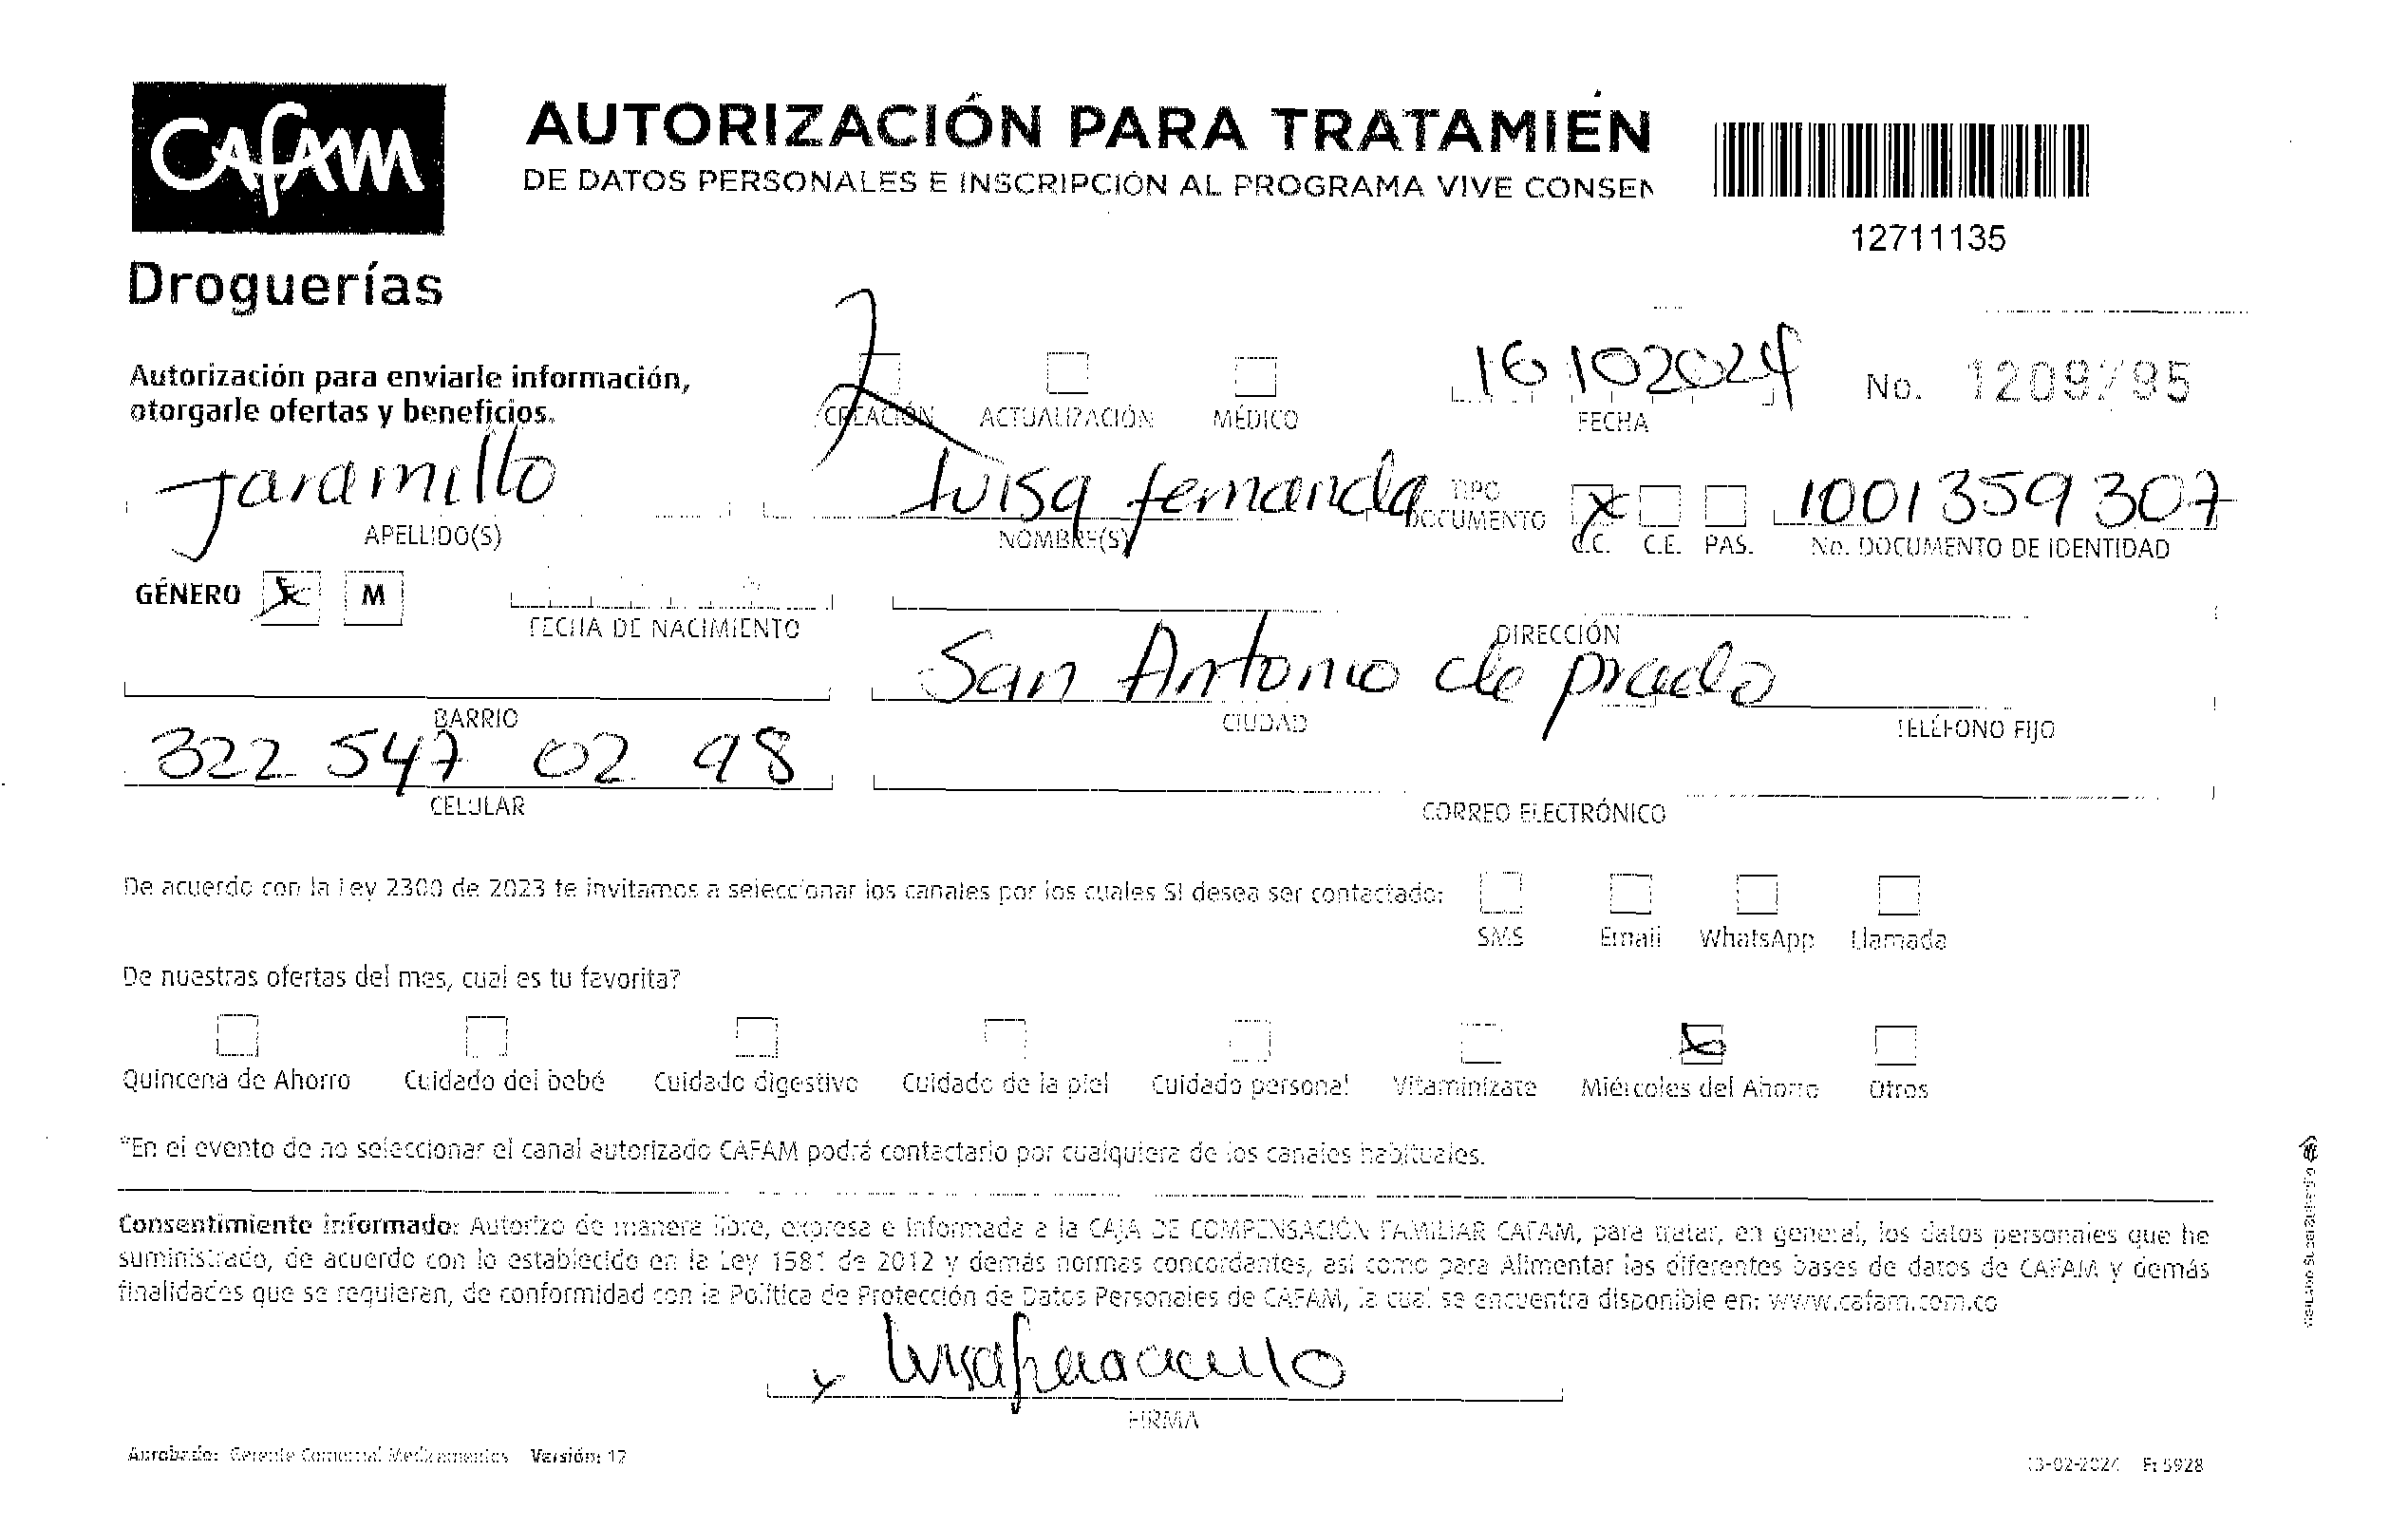 CAFAM
AUTORIZACIÓN PARA TRATAMIEN
DE DATOS PERSONALES E INSCRIPCIÓN AL PROGRAMA VIVE CONSEN
12711135
Droguerías
Autorización para enviarle información,
otorgarle ofertas y beneficios.
CREACIÓN ACTUALIZACIÓN MÉDICO
16102024
FECHA
No.
Jaramillo
APELLIDO(S)
Luisa fernanda
NOMBRE(S)
TIPO
DOCUMENTO
X
C.C. C.E. PAS.
1001359307
No. DOCUMENTO DE IDENTIDAD
GÉNERO X M
FECHA DE NACIMIENTO
DIRECCIÓN
BARRIO
San Antonio de prado
CIUDAD
TELÉFONO FIJO
322 547 02 98
CELULAR
CORREO ELECTRÓNICO
De acuerdo con la Ley 2300 de 2023 te invitamos a seleccionar los canales por los cuales SI desea ser contactado:
SMS Email WhatsApp Llamada
De nuestras ofertas del mes, cual es tu favorita?
X
Quincena de Ahorro Cuidado del bebé Cuidado digestivo Cuidado de la piel Cuidado personal Vitamínizate Miércoles del Ahorro Otros
*En el evento de no seleccionar el canal autorizado CAFAM podrá contactarlo por cualquiera de los canales habituales.
Consentimiento informado: Autorizo de manera libre, expresa e informada a la CAJA DE COMPENSACIÓN FAMILIAR CAFAM, para tratar, en general, los datos personales que he
suministrado, de acuerdo con lo establecido en la Ley 1581 de 2012 y demás normas concordantes, así como para Alimentar las diferentes bases de datos de CAFAM y demás
finalidades que se requieran, de conformidad con la Política de Protección de Datos Personales de CAFAM, la cual se encuentra disponible en: www.cafam.com.co
x
FIRMA
Aprobado: Gerente Comercial Medicamentos Versión: 12
13-02-2024 F: 5928